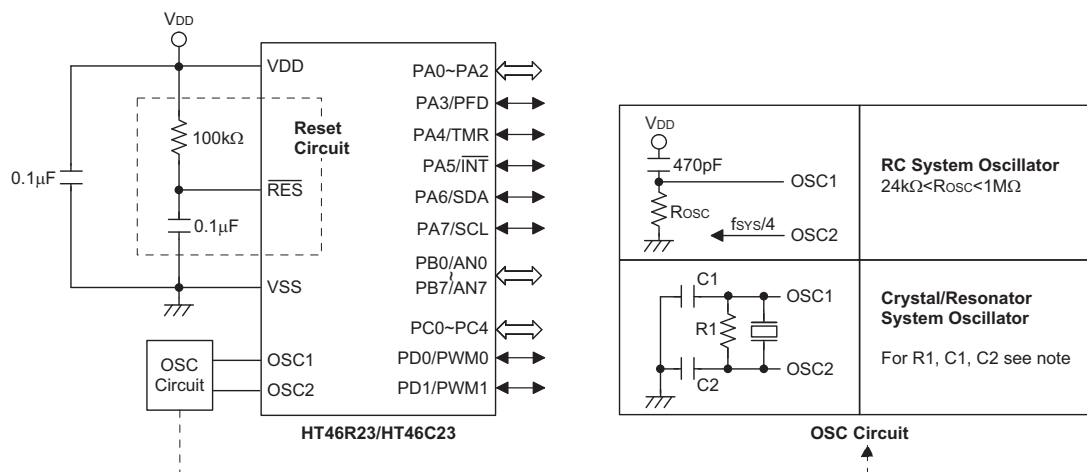 VDD
VDD
PA0~PA2
PA3/PFD
Reset
Circuit
100kΩ
PA4/TMR
0.1μF
PA5/INT
RES
PA6/SDA
0.1μF
PA7/SCL
PB0/AN0
~
PB7/AN7
VSS
PC0~PC4
OSC
Circuit
OSC1
PD0/PWM0
OSC2
PD1/PWM1
HT46R23/HT46C23
VDD
470pF
OSC1
ROSC
fSYS/4
OSC2
RC System Oscillator
24kΩ<ROSC<1MΩ
C1
OSC1
R1
C2
OSC2
Crystal/Resonator
System Oscillator
For R1, C1, C2 see note
OSC Circuit